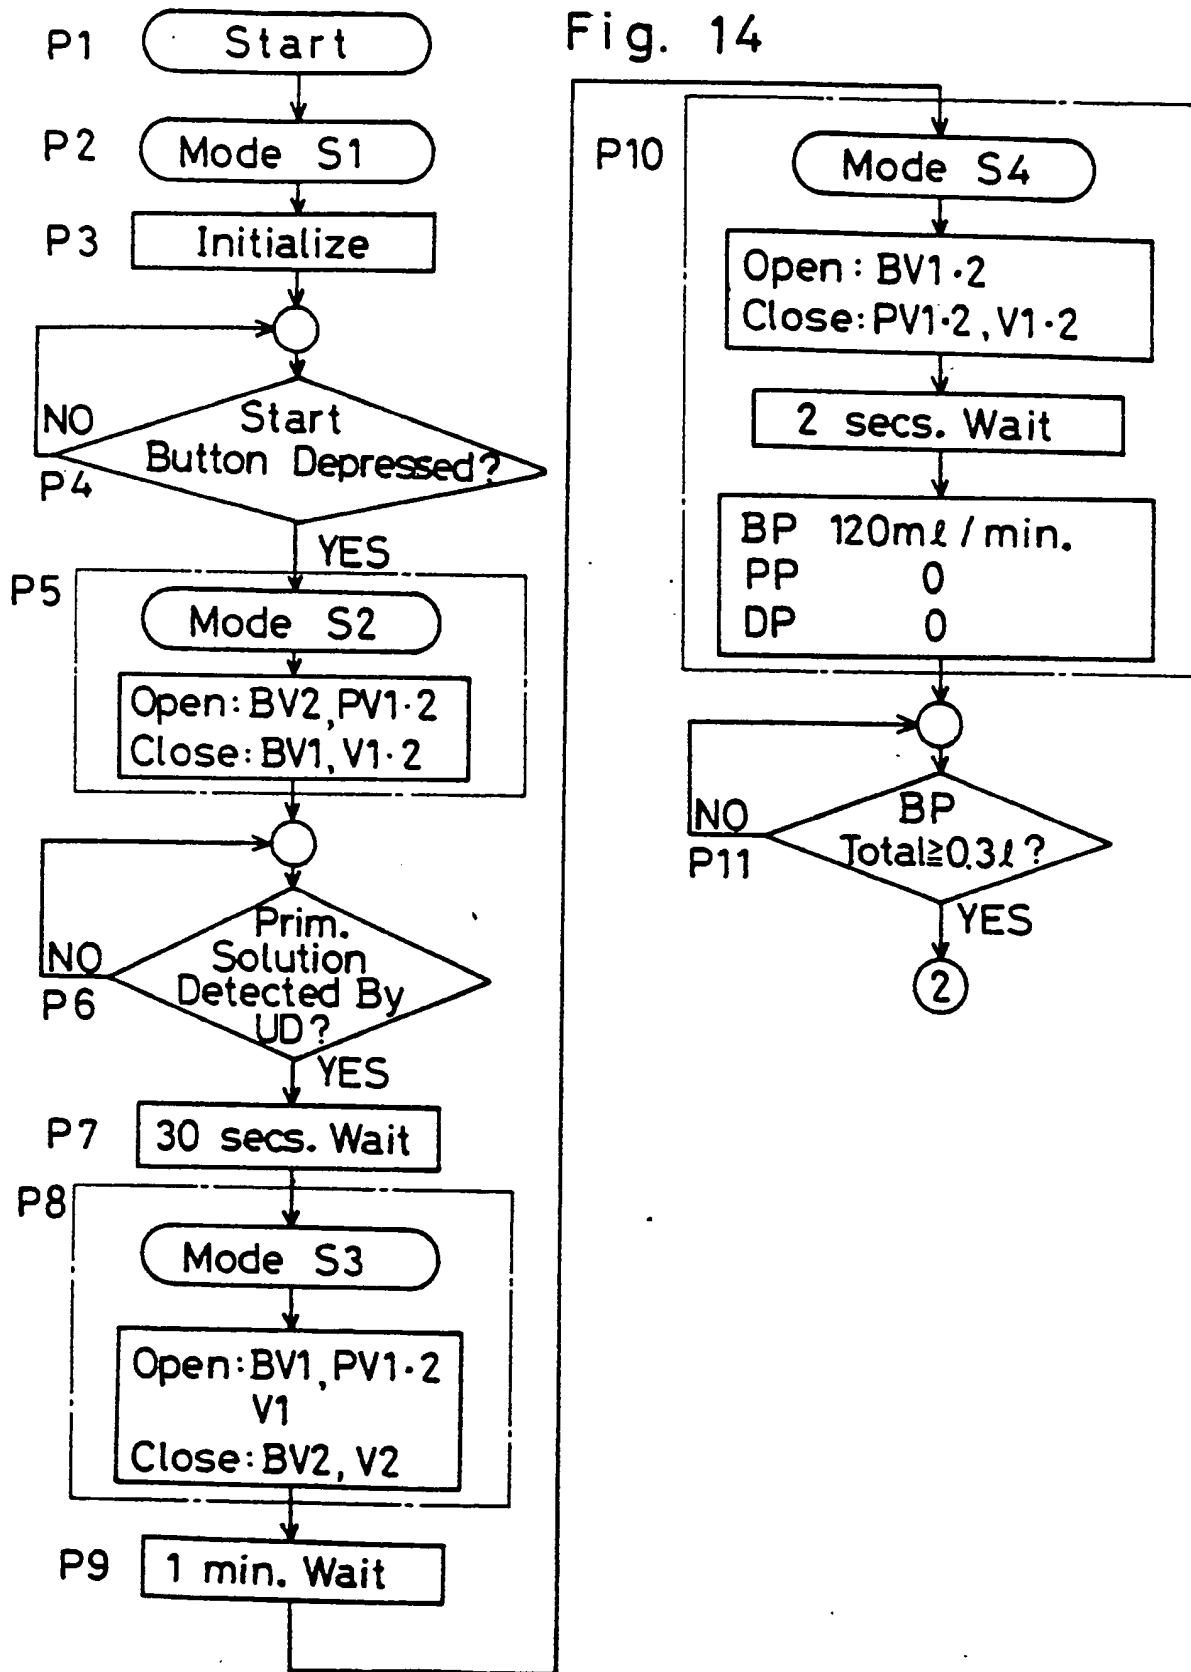 Fig. 14
P1
Start
P2
Mode S1
P3
Initialize
NO
P4
Start
Button Depressed?
YES
P5
Mode S2
Open: BV2, PV1·2
Close: BV1, V1·2
NO
P6
Prim.
Solution
Detected By
UD?
YES
P7
30 secs. Wait
P8
Mode S3
Open: BV1, PV1·2
V1
Close: BV2, V2
P9
1 min. Wait
P10
Mode S4
Open: BV1·2
Close: PV1·2, V1·2
2 secs. Wait
BP 120mℓ / min.
PP 0
DP 0
NO
P11
BP
Total≧0.3ℓ?
YES
2